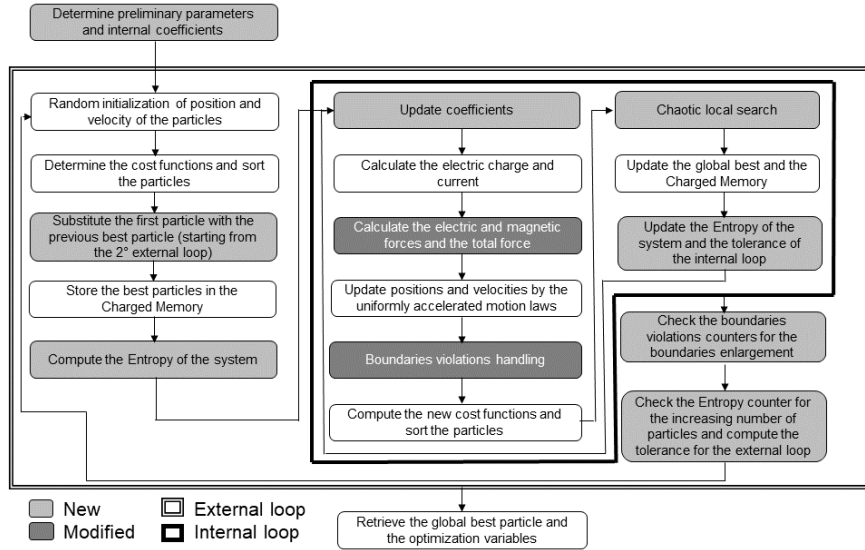 Determine preliminary parameters
and internal coefficients
Random initialization of position and
velocity of the particles
Determine the cost functions and sort
the particles
Substitute the first particle with the
previous best particle (starting from
the 2° external loop)
Store the best particles in the
Charged Memory
Compute the Entropy of the system
Update coefficients
Calculate the electric charge and
current
Calculate the electric and magnetic
forces and the total force
Update positions and velocities by the
uniformly accelerated motion laws
Boundaries violations handling
Compute the new cost functions and
sort the particles
Chaotic local search
Update the global best and the
Charged Memory
Update the Entropy of the
system and the tolerance of
the internal loop
Check the boundaries
violations counters for the
boundaries enlargement
Check the Entropy counter for
the increasing number of
particles and compute the
tolerance for the external loop
New
Modified
External loop
Internal loop
Retrieve the global best particle and
the optimization variables